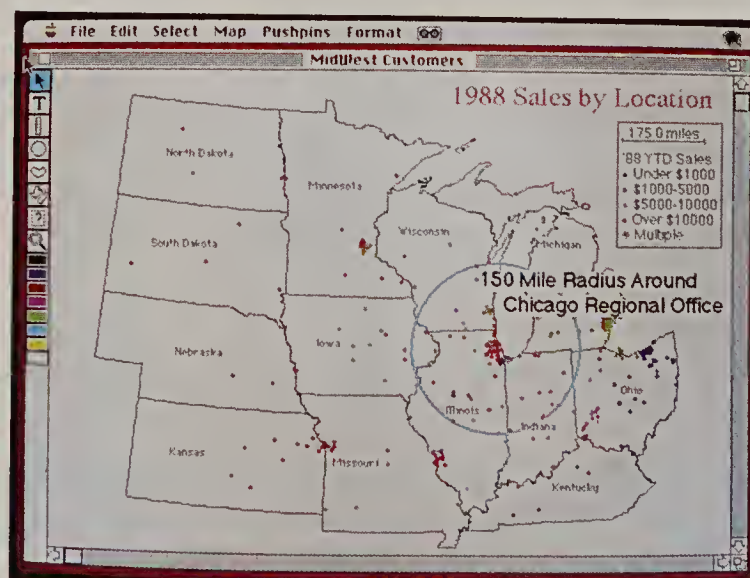 File Edit Select Map Pushpins Format
MidWest Customers
1988 Sales by Location
175.0 miles
'88 YTD Sales
Under $1000
$1000-5000
$5000-10000
Over $10000
Multiple
North Dakota
Minnesota
Wisconsin
Michigan
South Dakota
150 Mile Radius Around
Chicago Regional Office
Iowa
Nebraska
Ohio
Illinois
Indiana
Kansas
Missouri
Kentucky
T
?